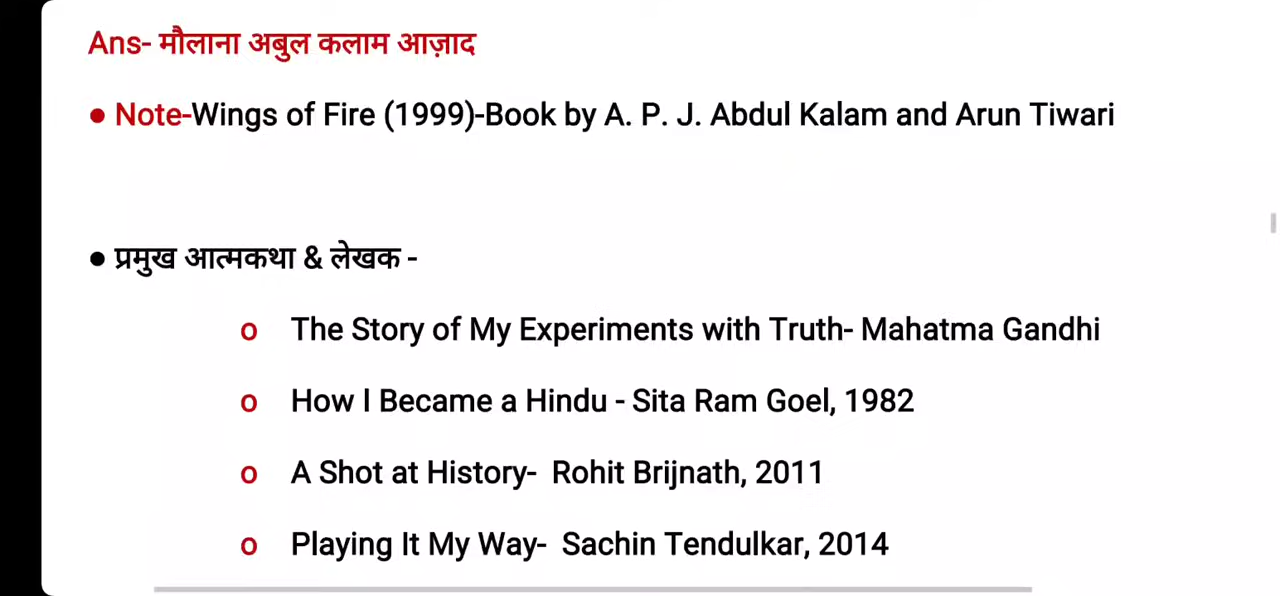 Ans- मौलाना अबुल कलाम आज़ाद
● Note-Wings of Fire (1999)-Book by A. P. J. Abdul Kalam and Arun Tiwari
● प्रमुख आत्मकथा & लेखक -
o The Story of My Experiments with Truth- Mahatma Gandhi
o How I Became a Hindu - Sita Ram Goel, 1982
o A Shot at History- Rohit Brijnath, 2011
o Playing It My Way- Sachin Tendulkar, 2014